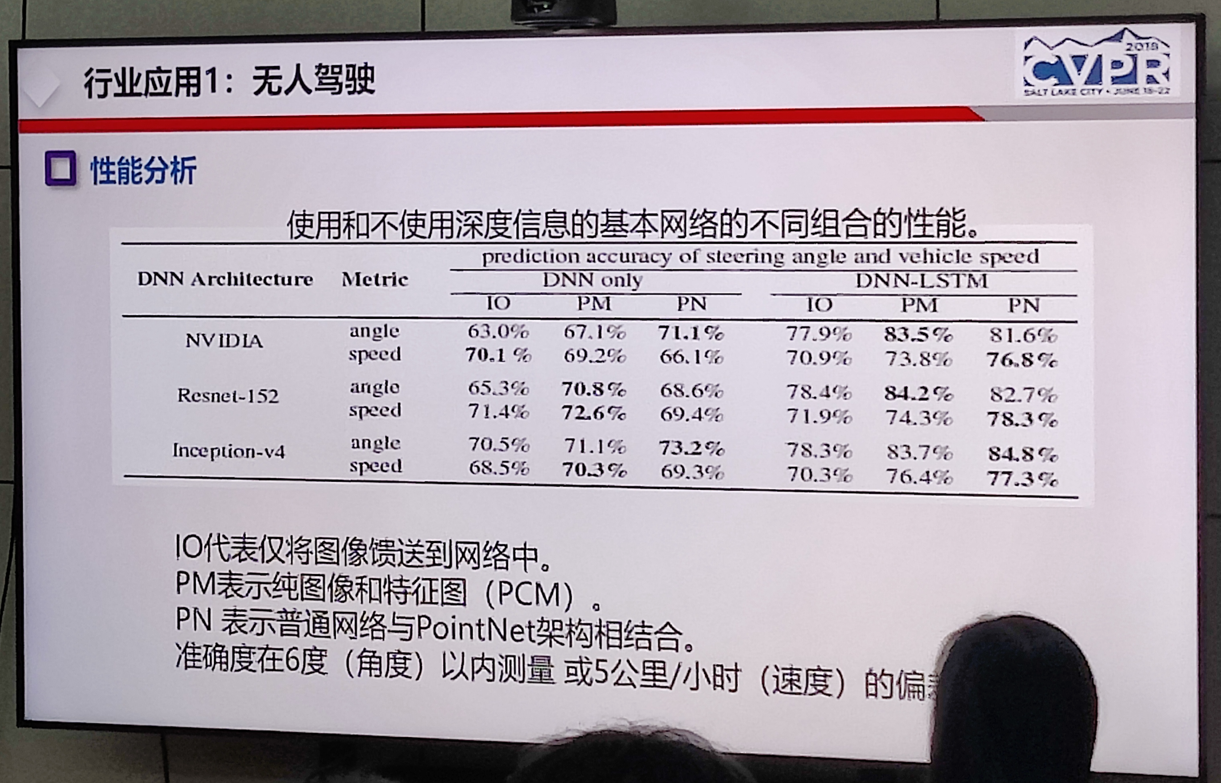 行业应用1：无人驾驶
2018
CVPR
SALT LAKE CITY • JUNE 18-22
性能分析
使用和不使用深度信息的基本网络的不同组合的性能。
prediction accuracy of steering angle and vehicle speed
DNN Architecture Metric DNN only DNN-LSTM
IO PM PN IO PM PN
NVIDIA angle 63.0% 67.1% 71.1% 77.9% 83.5% 81.6%
speed 70.1 % 69.2% 66.1% 70.9% 73.8% 76.8%
Resnet-152 angle 65.3% 70.8% 68.6% 78.4% 84.2% 82.7%
speed 71.4% 72.6% 69.4% 71.9% 74.3% 78.3%
Inception-v4 angle 70.5% 71.1% 73.2% 78.3% 83.7% 84.8%
speed 68.5% 70.3% 69.3% 70.3% 76.4% 77.3%
IO代表仅将图像馈送到网络中。
PM表示纯图像和特征图（PCM）。
PN 表示普通网络与PointNet架构相结合。
准确度在6度（角度）以内测量 或5公里/小时（速度）的偏